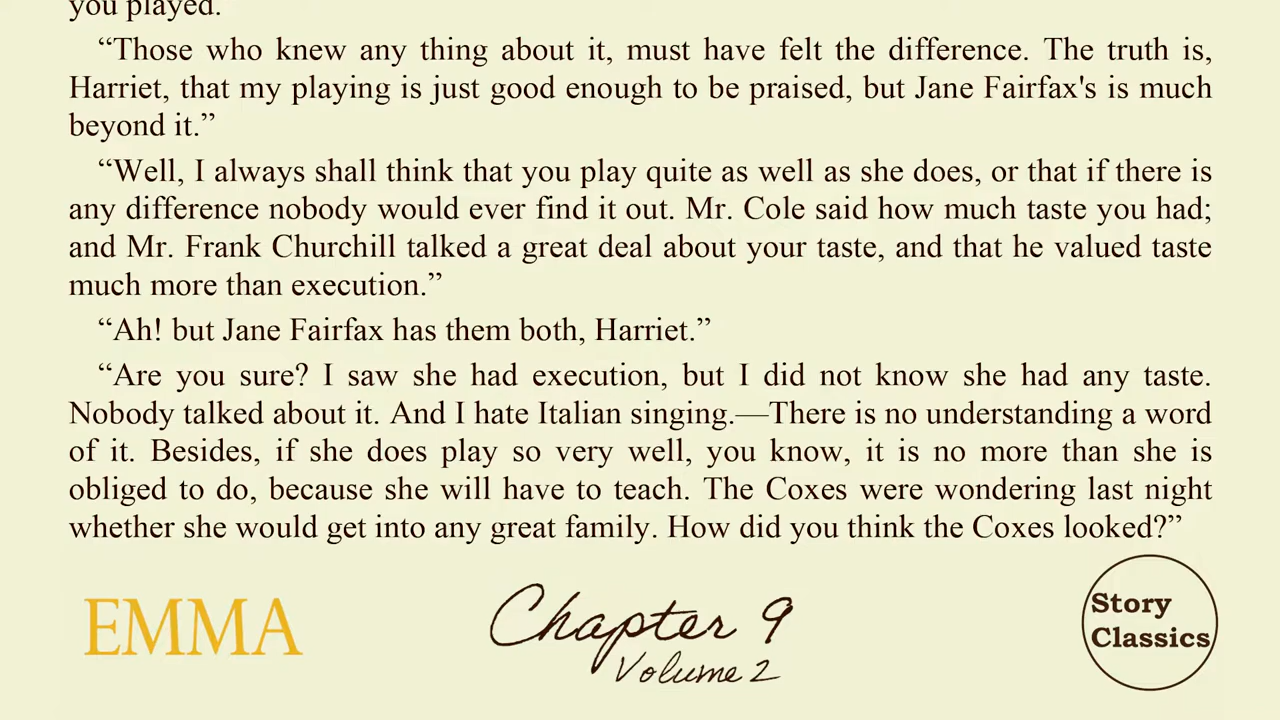 you played.
“Those who knew any thing about it, must have felt the difference. The truth is,
Harriet, that my playing is just good enough to be praised, but Jane Fairfax's is much
beyond it.”
“Well, I always shall think that you play quite as well as she does, or that if there is
any difference nobody would ever find it out. Mr. Cole said how much taste you had;
and Mr. Frank Churchill talked a great deal about your taste, and that he valued taste
much more than execution.”
“Ah! but Jane Fairfax has them both, Harriet.”
“Are you sure? I saw she had execution, but I did not know she had any taste.
Nobody talked about it. And I hate Italian singing.—There is no understanding a word
of it. Besides, if she does play so very well, you know, it is no more than she is
obliged to do, because she will have to teach. The Coxes were wondering last night
whether she would get into any great family. How did you think the Coxes looked?”
EMMA
Chapter 9
Volume 2
Story
Classics